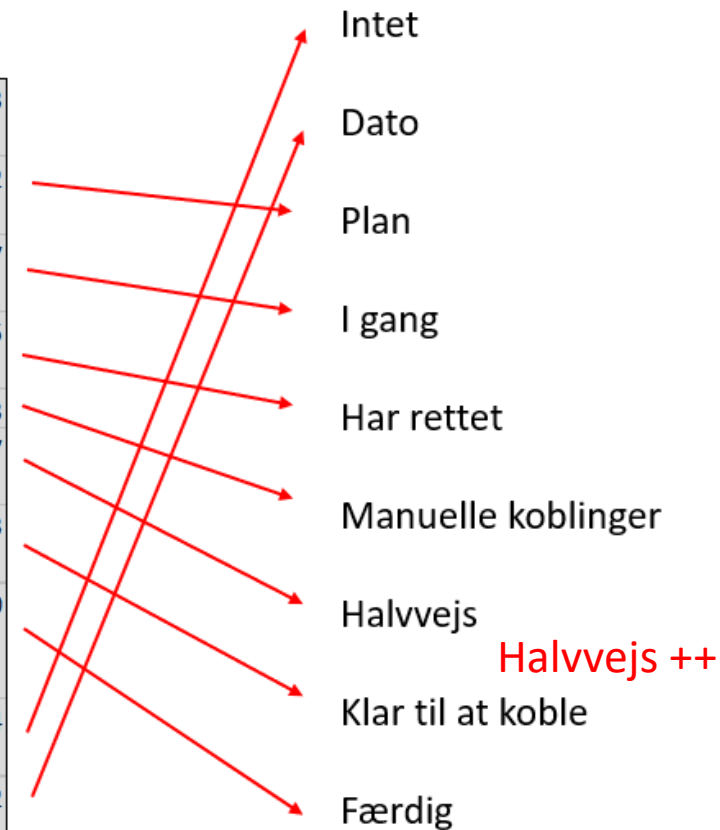 Intet
Dato
Plan
I gang
Har rettet
Manuelle koblinger
Halvvejs
Halvvejs ++
Klar til at koble
Færdig